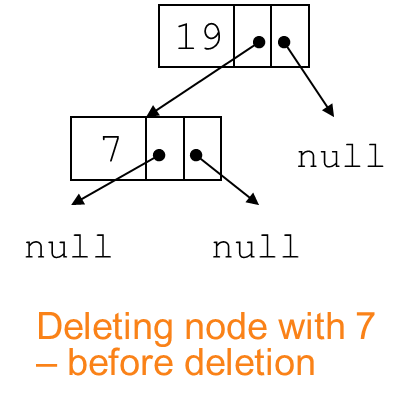 19
null
7
null
null
Deleting node with 7
– before deletion